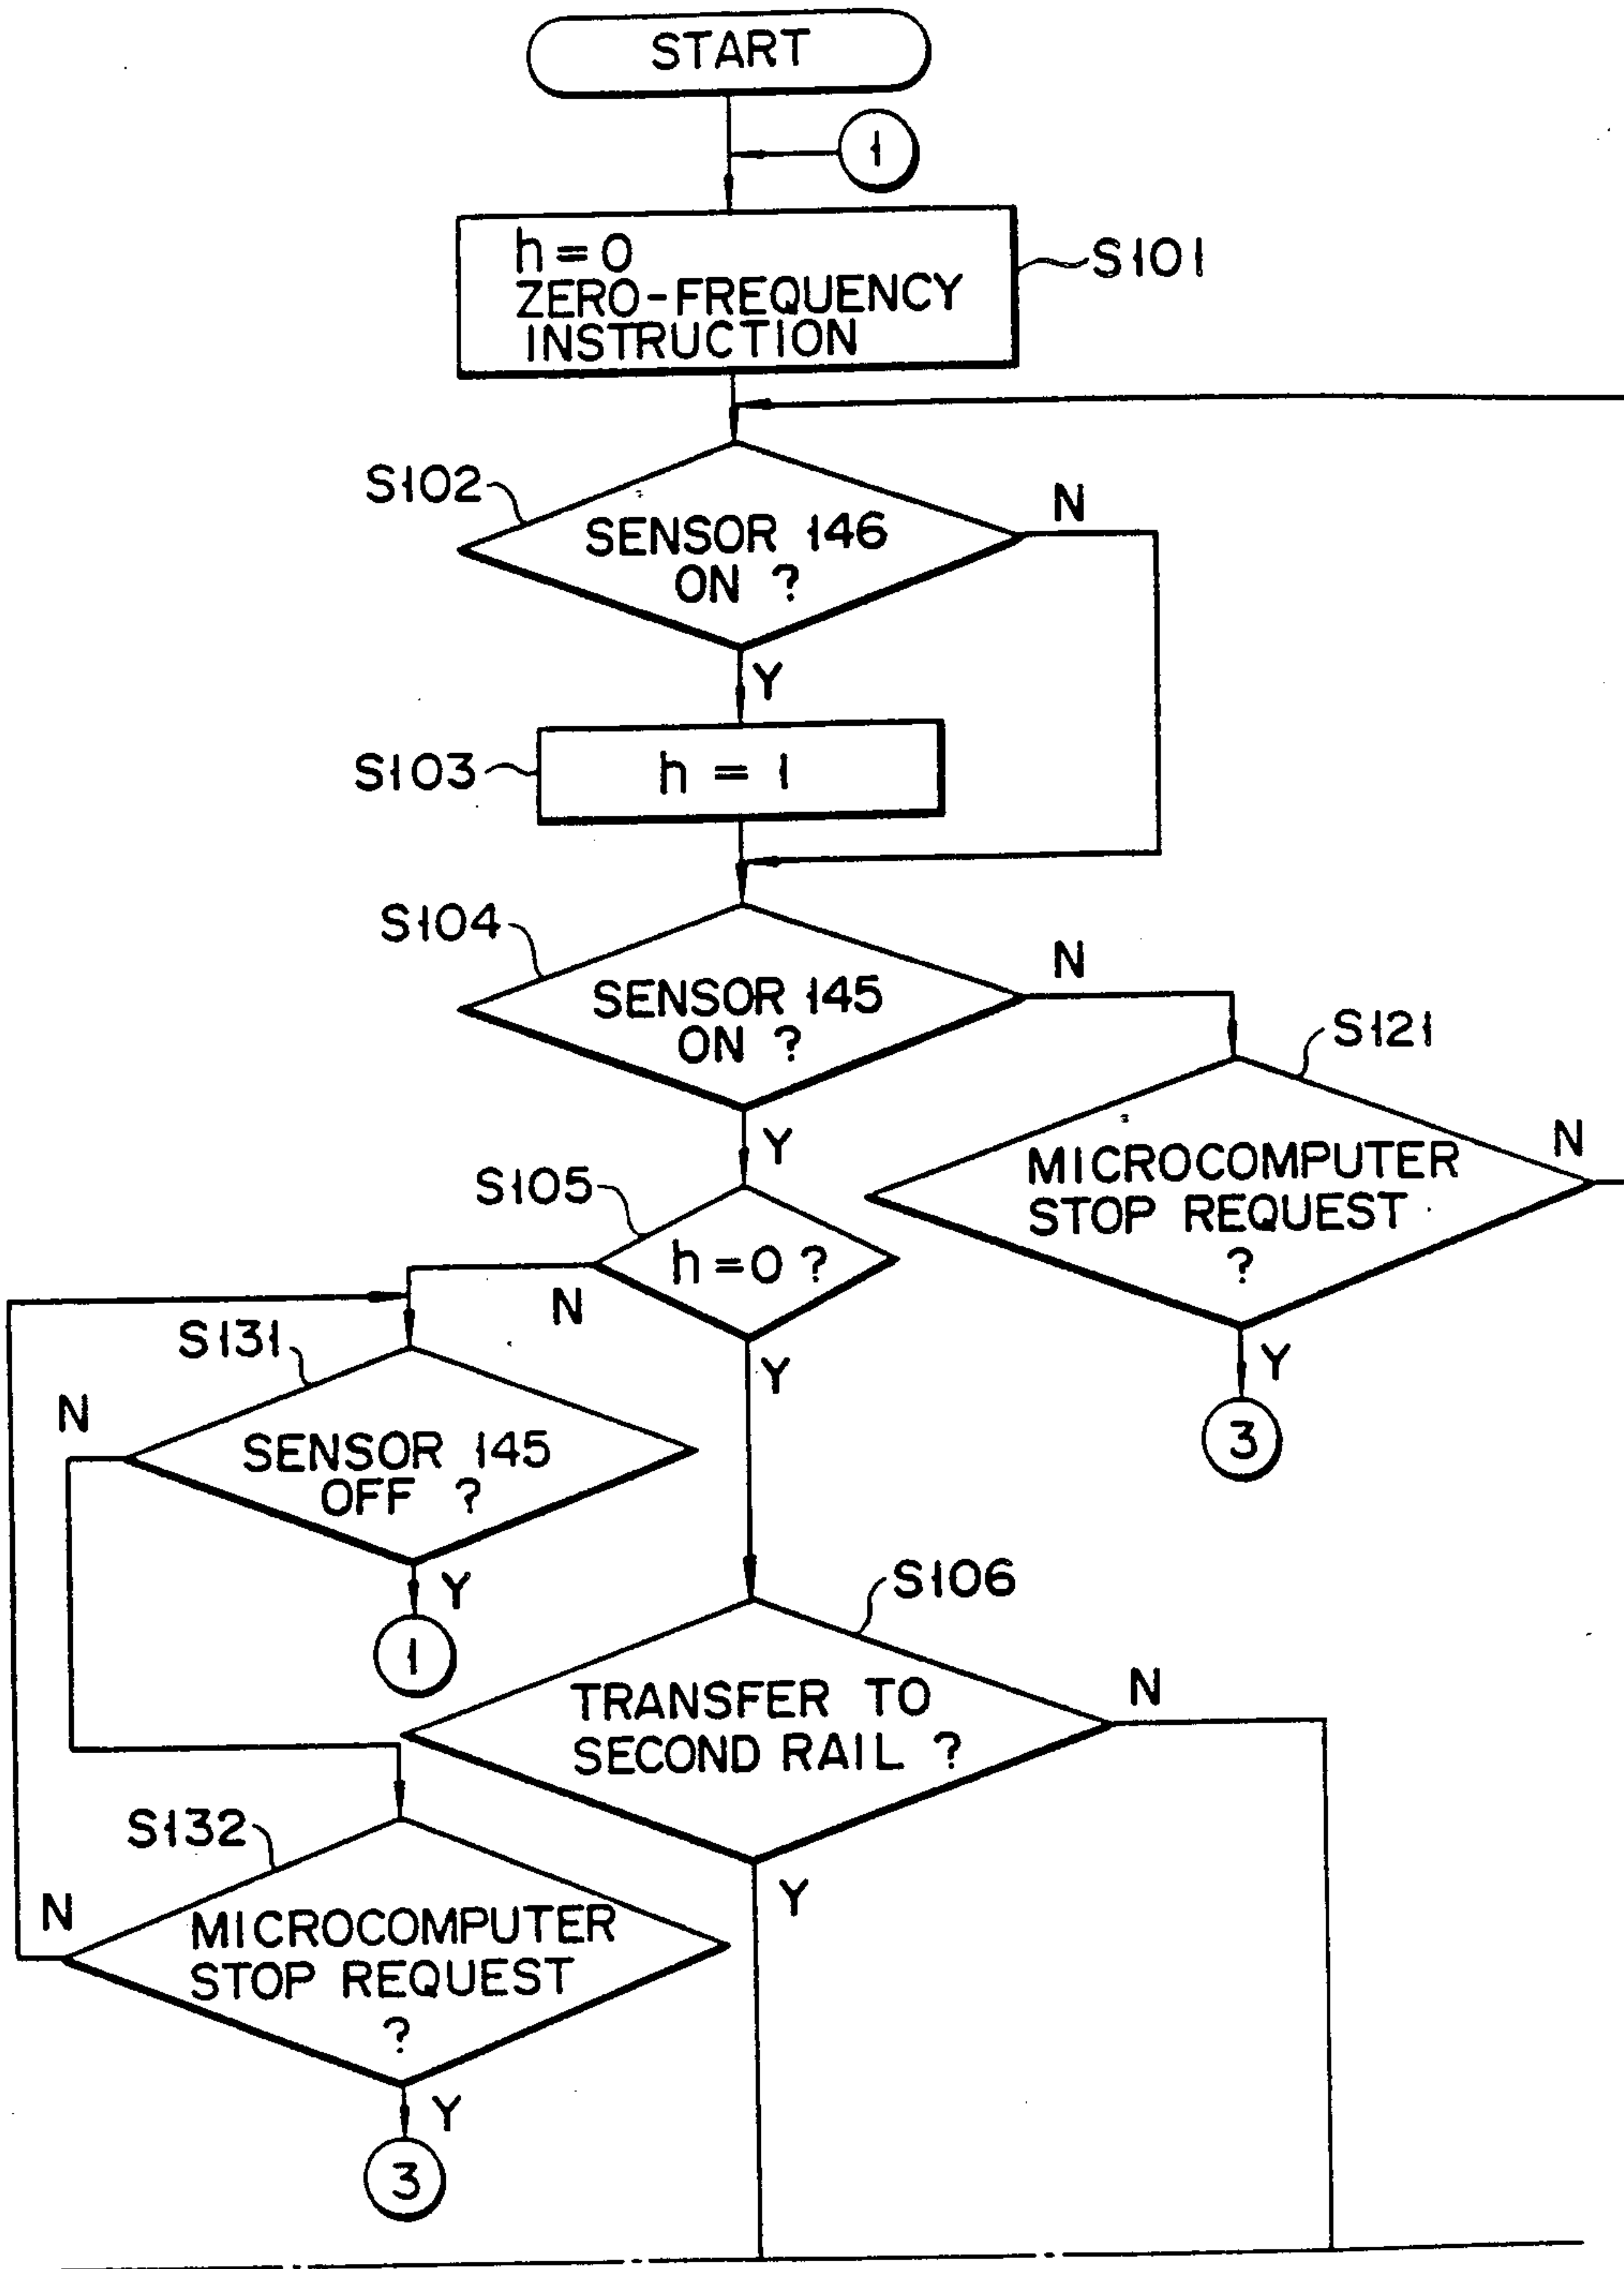 START
1
h = 0
ZERO-FREQUENCY
INSTRUCTION
S101
S102
N
SENSOR 146
ON ?
Y
S103
h = 1
S104
N
SENSOR 145
ON ?
S121
Y
N
MICROCOMPUTER
STOP REQUEST
?
S105
h = 0 ?
N
S131
Y
Y
3
N
SENSOR 145
OFF ?
Y
S106
1
N
TRANSFER TO
SECOND RAIL ?
S132
Y
N
MICROCOMPUTER
STOP REQUEST
?
Y
3